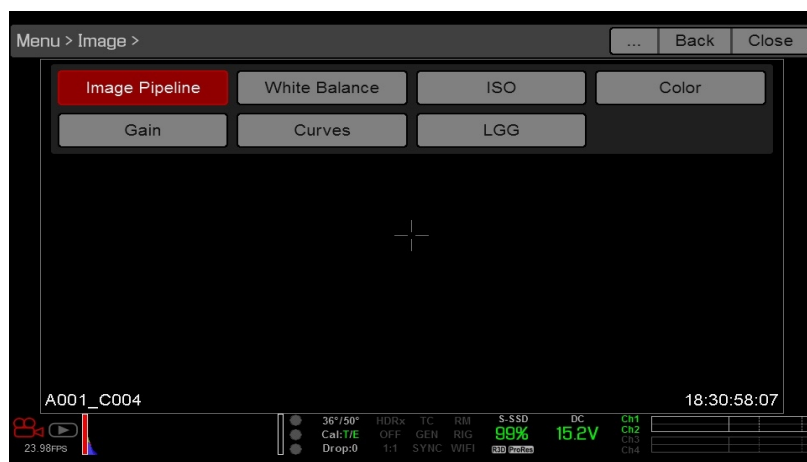 Menu > Image > ... Back Close
Image Pipeline White Balance ISO Color
Gain Curves LGG
A001_C004 18:30:58:07
36°/50° HDRx TC RM S-SSD DC Ch1
Cal:T/E OFF GEN RIG 99% 15.2V Ch2
Ch3
23.98FPS Drop:0 1:1 SYNC WIFI R3D ProRes Ch4